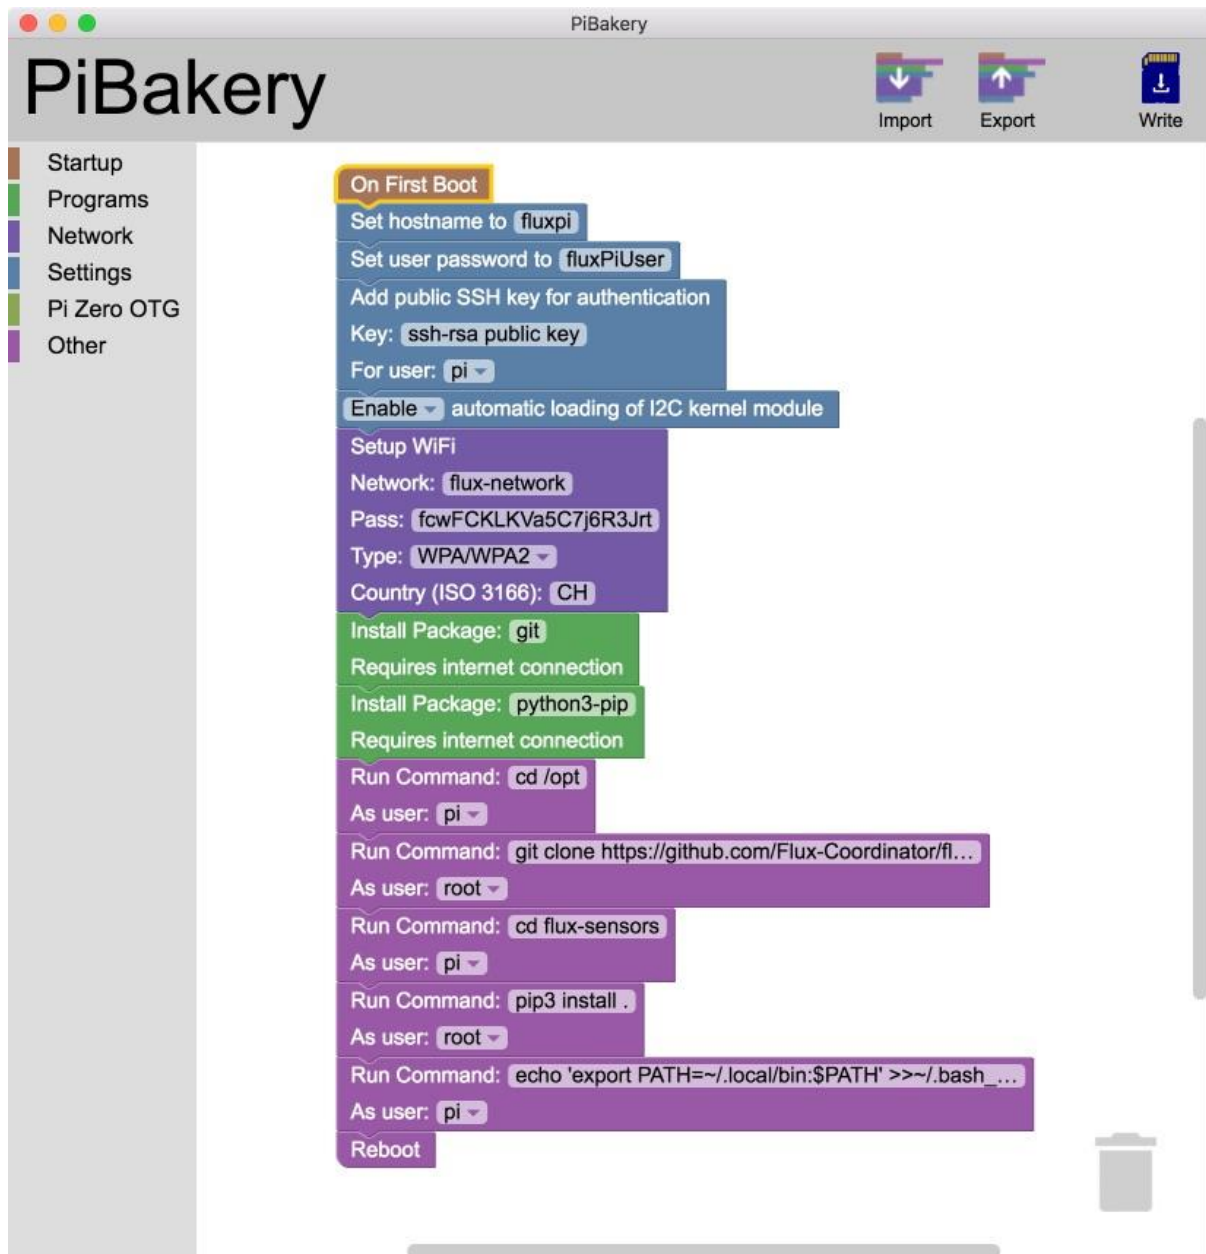 PiBakery
PiBakery
Import
Export
Write
Startup
Programs
Network
Settings
Pi Zero OTG
Other
On First Boot
Set hostname to fluxpi
Set user password to fluxPiUser
Add public SSH key for authentication
Key: ssh-rsa public key
For user: pi
Enable automatic loading of I2C kernel module
Setup WiFi
Network: flux-network
Pass: fcwFCKLKVa5C7j6R3Jrt
Type: WPA/WPA2
Country (ISO 3166): CH
Install Package: git
Requires internet connection
Install Package: python3-pip
Requires internet connection
Run Command: cd /opt
As user: pi
Run Command: git clone https://github.com/Flux-Coordinator/fl...
As user: root
Run Command: cd flux-sensors
As user: pi
Run Command: pip3 install .
As user: root
Run Command: echo 'export PATH=~/.local/bin:$PATH' >>~/.bash_...
As user: pi
Reboot